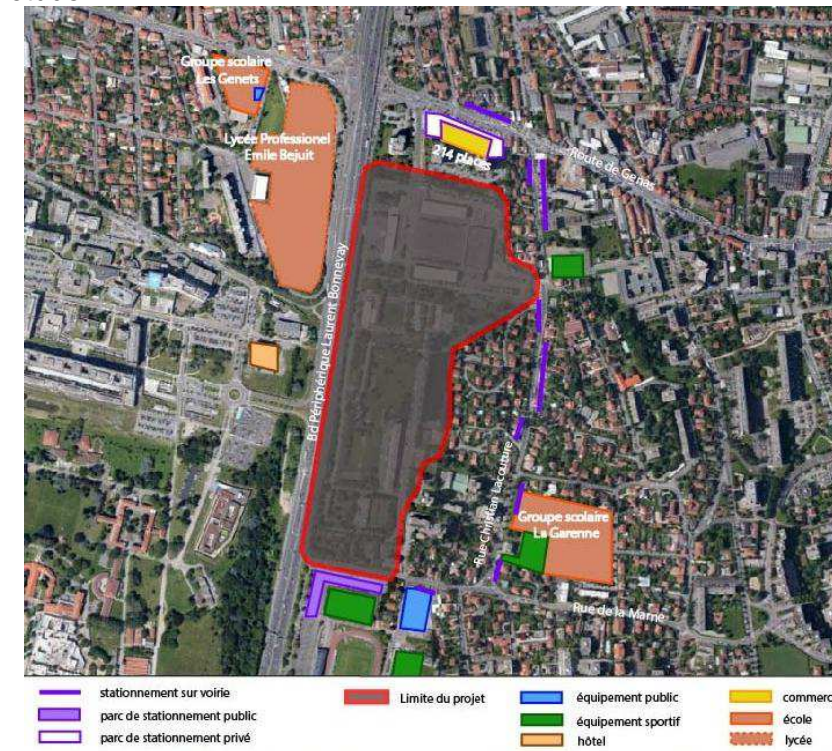 Groupe scolaire
Les Genets
Lycée Professionel
Emile Bejuit
214 places
Route de Genas
Bd Périphérique Laurent Bonnevay
Rue Christian Lacouture
Groupe scolaire
La Garenne
Rue de la Marne
stationnement sur voirie
parc de stationnement public
parc de stationnement privé
Limite du projet
équipement public
équipement sportif
hôtel
commerc
école
lycée